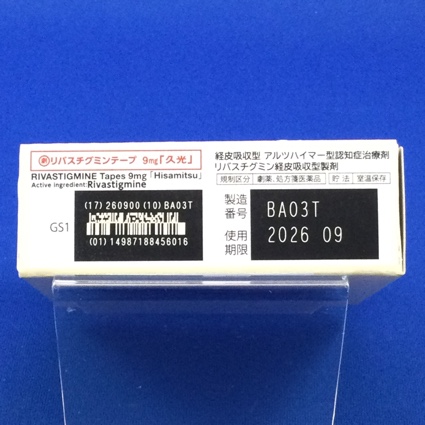 劇 リバスチグミンテープ 9mg「久光」
RIVASTIGMINE Tapes 9mg「Hisamitsu」
Active ingredient:Rivastigmine
GS1
(17) 260900 (10) BA03T
(01) 14987188456016
経皮吸収型 アルツハイマー型認知症治療剤
リバスチグミン経皮吸収型製剤
規制区分 劇薬、処方箋医薬品 貯法 室温保存
製造番号 BA03T
使用期限 2026 09